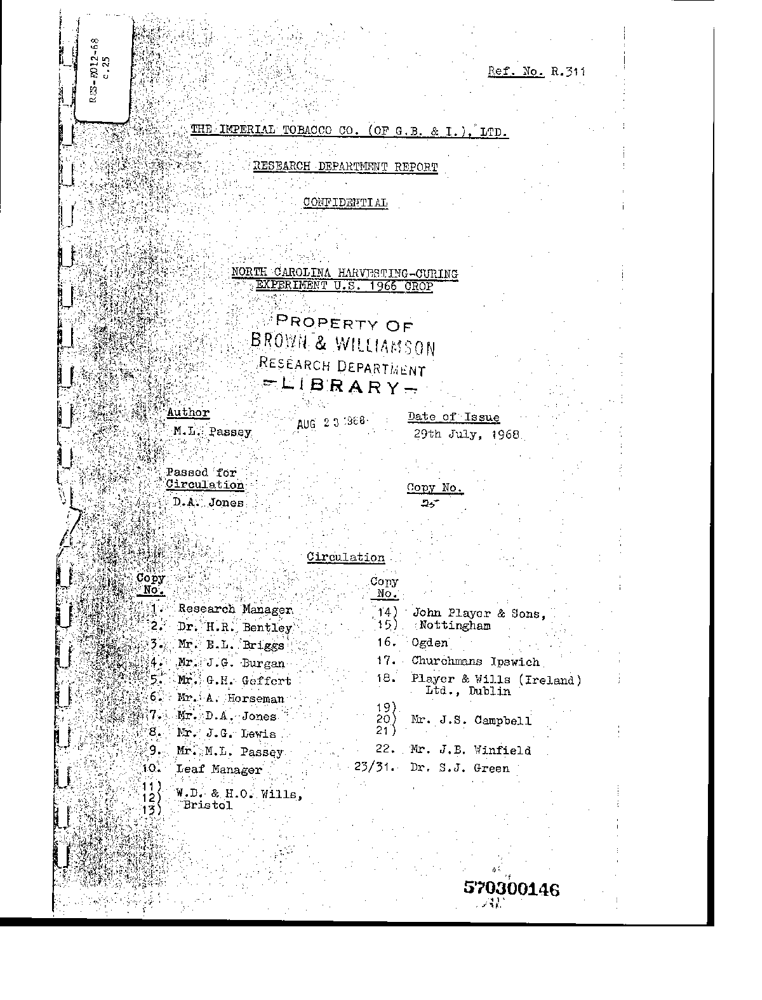 RES-RD12-68
c.25
Ref. No. R.311
THE IMPERIAL TOBACCO CO. (OF G.B. & I.), LTD.
RESEARCH DEPARTMENT REPORT
CONFIDENTIAL
NORTH CAROLINA HARVESTING-CURING
EXPERIMENT U.S. 1966 CROP
PROPERTY OF
BROWN & WILLIAMSON
RESEARCH DEPARTMENT
-LIBRARY-
Author
M.L. Passey
AUG 23 1968
Date of Issue
29th July, 1968
Passed for
Circulation
D.A. Jones
Copy No.
25
Circulation
Copy
No.
1. Research Manager
2. Dr. H.R. Bentley
3. Mr. E.L. Briggs
4. Mr. J.G. Burgan
5. Mr. G.H. Geffert
6. Mr. A. Horseman
7. Mr. D.A. Jones
8. Mr. J.G. Lewis
9. Mr. M.L. Passey
10. Leaf Manager
11)
12) W.D. & H.O. Wills,
13) Bristol
Copy
No.
14) John Player & Sons,
15) Nottingham
16. Ogden
17. Churchmans Ipswich
18. Player & Wills (Ireland)
Ltd., Dublin
19)
20) Mr. J.S. Campbell
21)
22. Mr. J.B. Winfield
23/31. Dr. S.J. Green
570300146